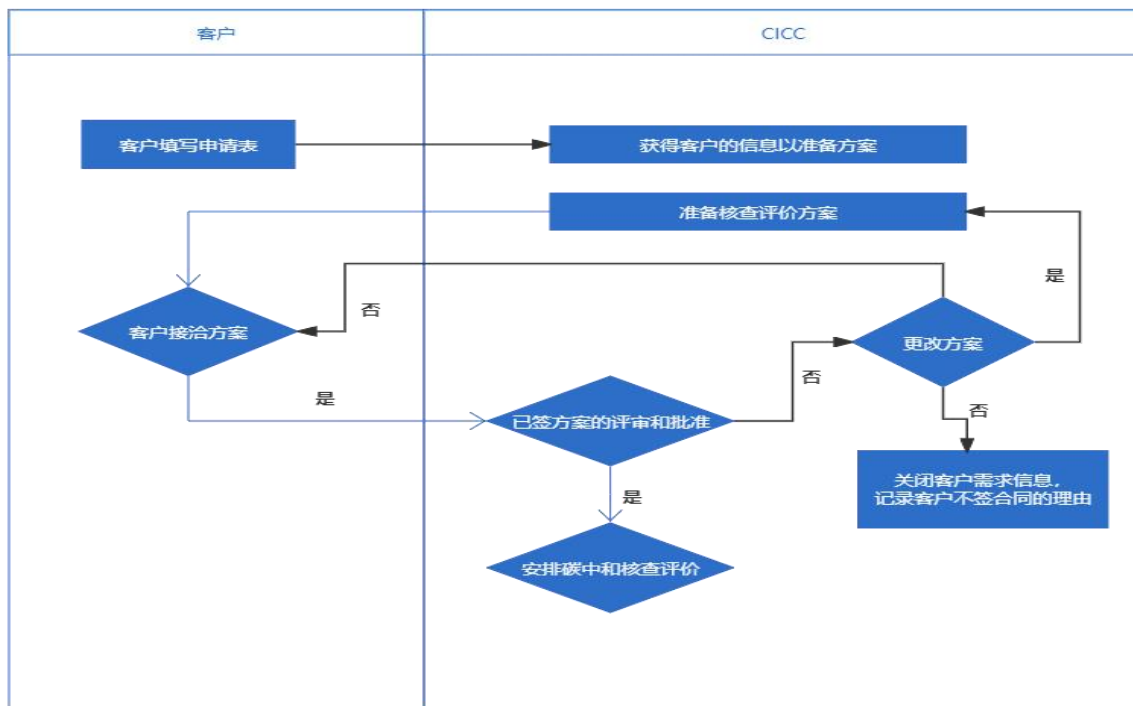 客户
CICC
客户填写申请表
获得客户的信息以准备方案
准备核查评价方案
是
否
客户接洽方案
更改方案
否
是
否
已签方案的评审和批准
关闭客户需求信息，
记录客户不签合同的理由
是
安排碳中和核查评价